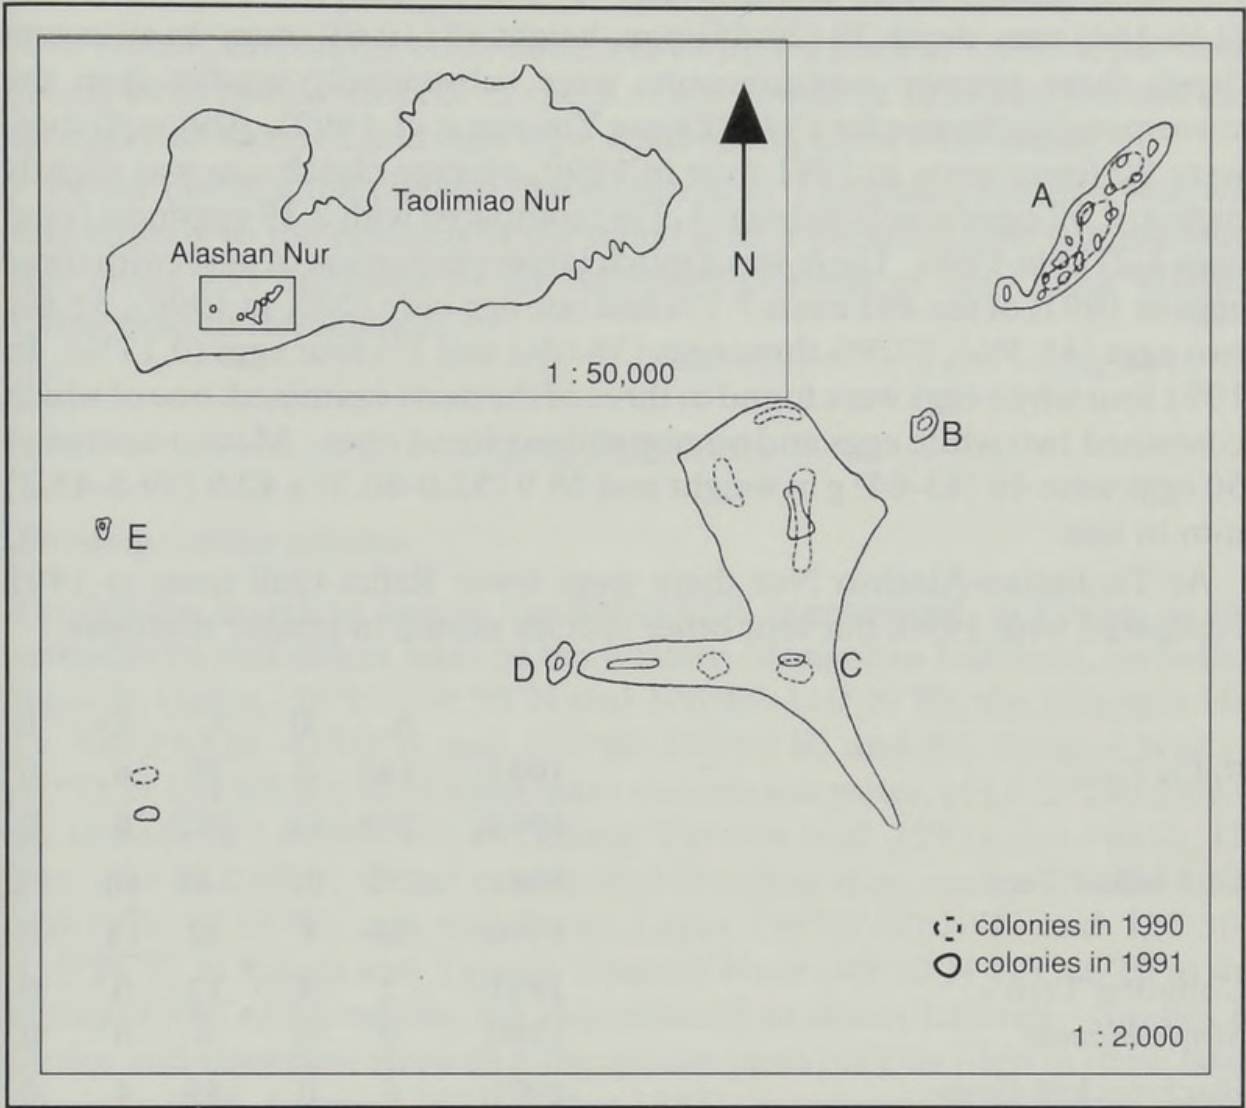 Taolimiao Nur
Alashan Nur
N
1 : 50,000
A
B
E
D
C
colonies in 1990
colonies in 1991
1 : 2,000